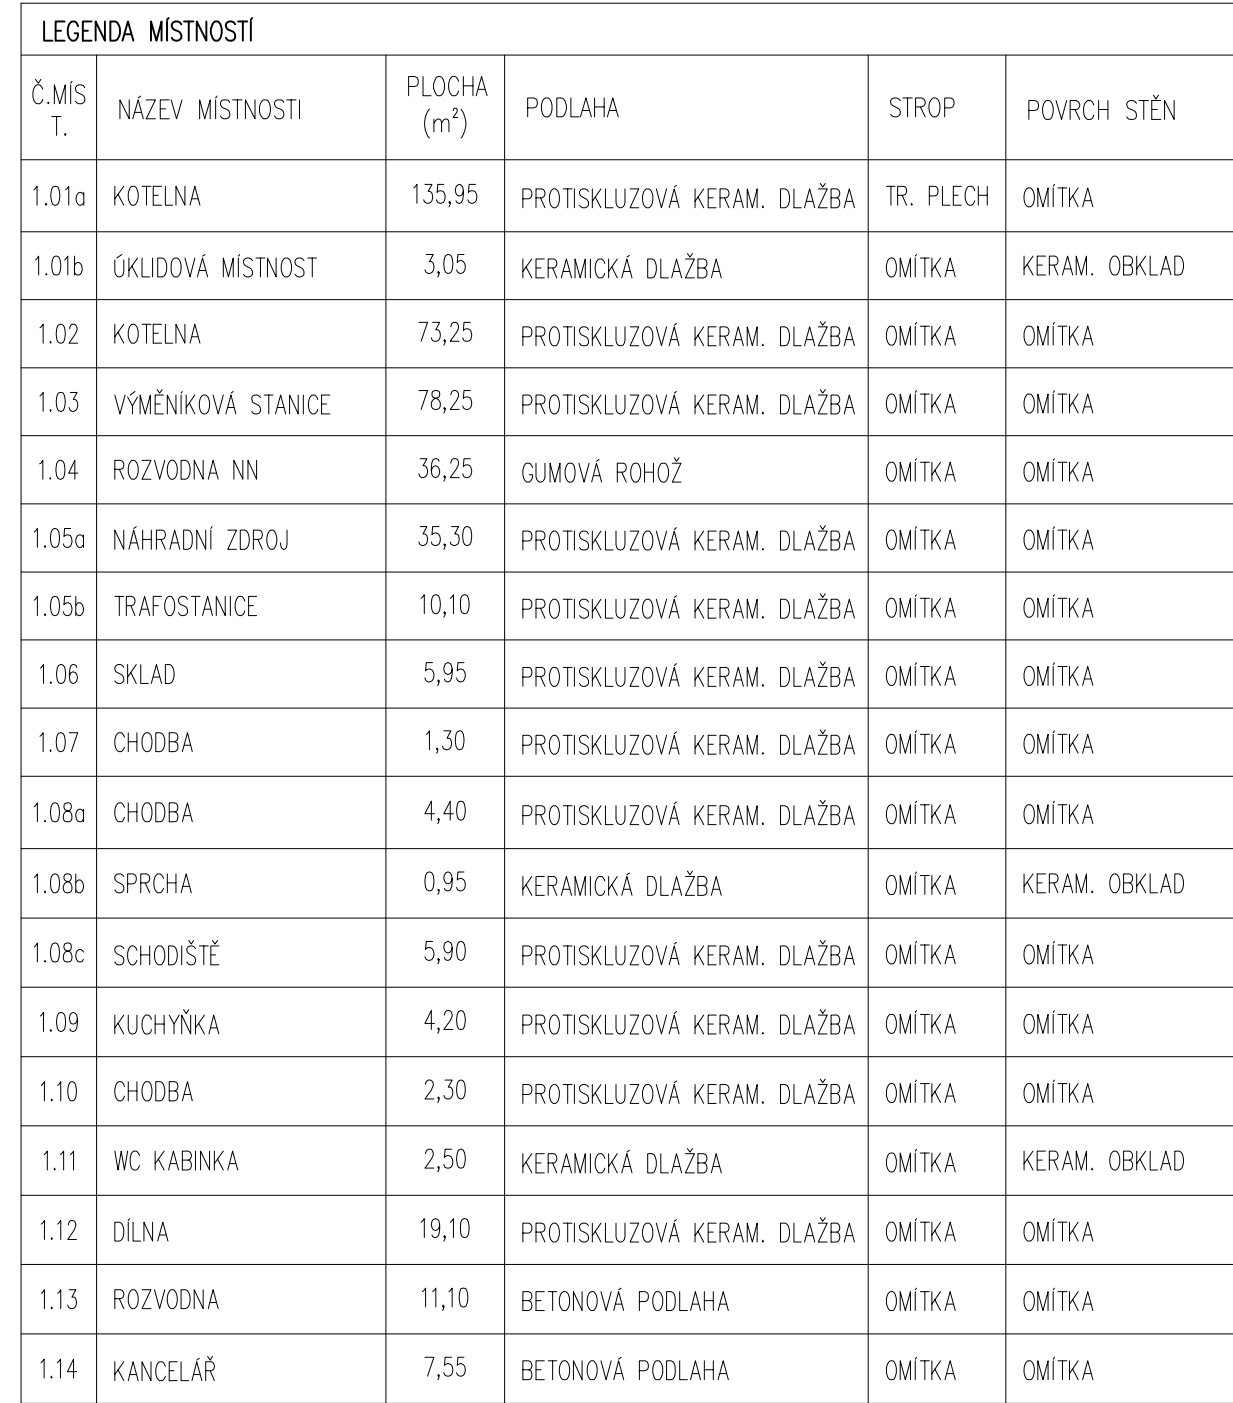 LEGENDA MÍSTNOSTÍ
Č.MÍS
T.
NÁZEV MÍSTNOSTI
PLOCHA
(m²)
PODLAHA
STROP
POVRCH STĚN
1.01a KOTELNA 135,95 PROTISKLUZOVÁ KERAM. DLAŽBA TR. PLECH OMÍTKA
1.01b ÚKLIDOVÁ MÍSTNOST 3,05 KERAMICKÁ DLAŽBA OMÍTKA KERAM. OBKLAD
1.02 KOTELNA 73,25 PROTISKLUZOVÁ KERAM. DLAŽBA OMÍTKA OMÍTKA
1.03 VÝMĚNÍKOVÁ STANICE 78,25 PROTISKLUZOVÁ KERAM. DLAŽBA OMÍTKA OMÍTKA
1.04 ROZVODNA NN 36,25 GUMOVÁ ROHOŽ OMÍTKA OMÍTKA
1.05a NÁHRADNÍ ZDROJ 35,30 PROTISKLUZOVÁ KERAM. DLAŽBA OMÍTKA OMÍTKA
1.05b TRAFOSTANICE 10,10 PROTISKLUZOVÁ KERAM. DLAŽBA OMÍTKA OMÍTKA
1.06 SKLAD 5,95 PROTISKLUZOVÁ KERAM. DLAŽBA OMÍTKA OMÍTKA
1.07 CHODBA 1,30 PROTISKLUZOVÁ KERAM. DLAŽBA OMÍTKA OMÍTKA
1.08a CHODBA 4,40 PROTISKLUZOVÁ KERAM. DLAŽBA OMÍTKA OMÍTKA
1.08b SPRCHA 0,95 KERAMICKÁ DLAŽBA OMÍTKA KERAM. OBKLAD
1.08c SCHODIŠTĚ 5,90 PROTISKLUZOVÁ KERAM. DLAŽBA OMÍTKA OMÍTKA
1.09 KUCHYŇKA 4,20 PROTISKLUZOVÁ KERAM. DLAŽBA OMÍTKA OMÍTKA
1.10 CHODBA 2,30 PROTISKLUZOVÁ KERAM. DLAŽBA OMÍTKA OMÍTKA
1.11 WC KABINKA 2,50 KERAMICKÁ DLAŽBA OMÍTKA KERAM. OBKLAD
1.12 DÍLNA 19,10 PROTISKLUZOVÁ KERAM. DLAŽBA OMÍTKA OMÍTKA
1.13 ROZVODNA 11,10 BETONOVÁ PODLAHA OMÍTKA OMÍTKA
1.14 KANCELÁŘ 7,55 BETONOVÁ PODLAHA OMÍTKA OMÍTKA